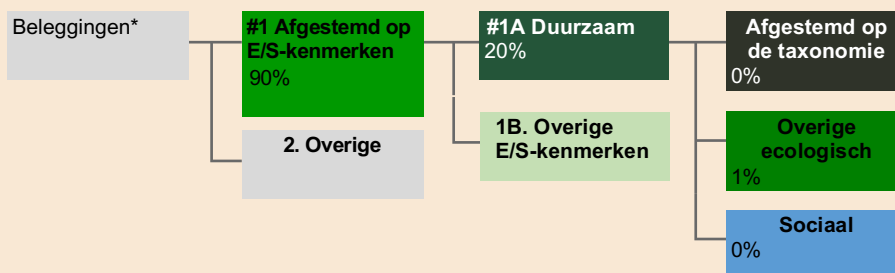 Beleggingen*
#1 Afgestemd op
E/S-kenmerken
90%
2. Overige
#1A Duurzaam
20%
1B. Overige
E/S-kenmerken
Afgestemd op
de taxonomie
0%
Overige
ecologisch
1%
Sociaal
0%